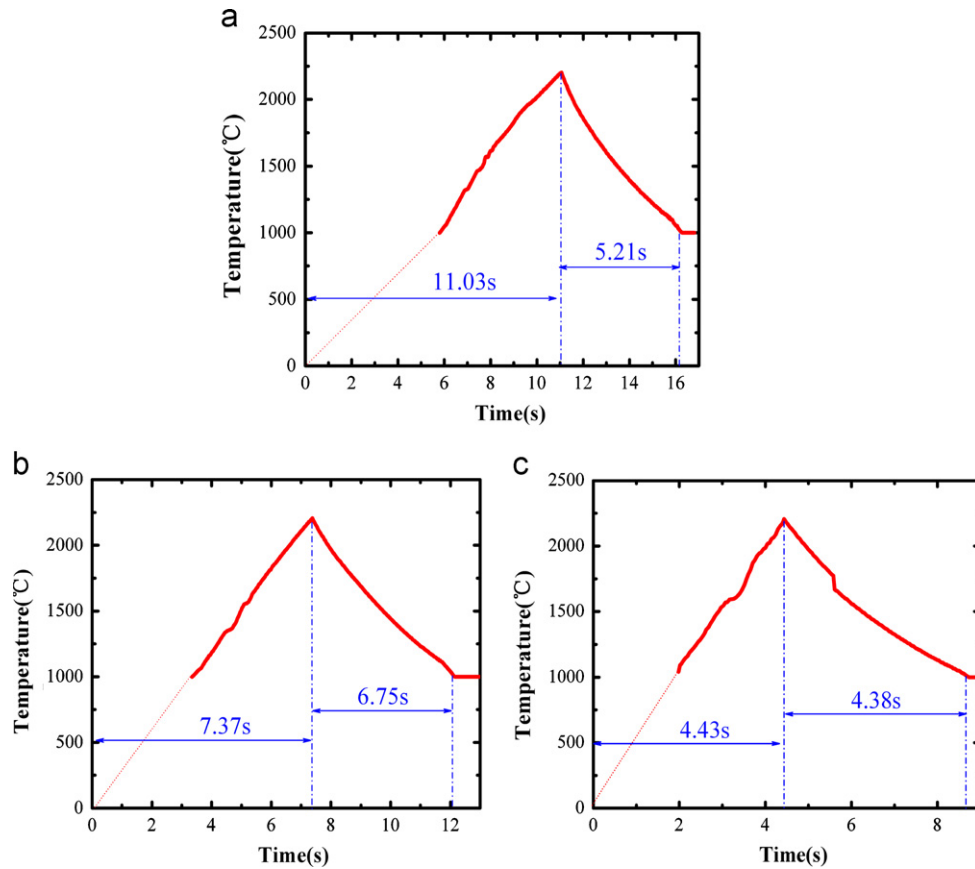 a
2500
2000
1500
1000
500
0
Temperature(℃)
5.21s
11.03s
0 2 4 6 8 10 12 14 16
Time(s)
b
2500
2000
1500
1000
500
0
Temperature(℃)
6.75s
7.37s
0 2 4 6 8 10 12
Time(s)
c
2500
2000
1500
1000
500
0
Temperature(℃)
4.38s
4.43s
0 2 4 6 8
Time(s)